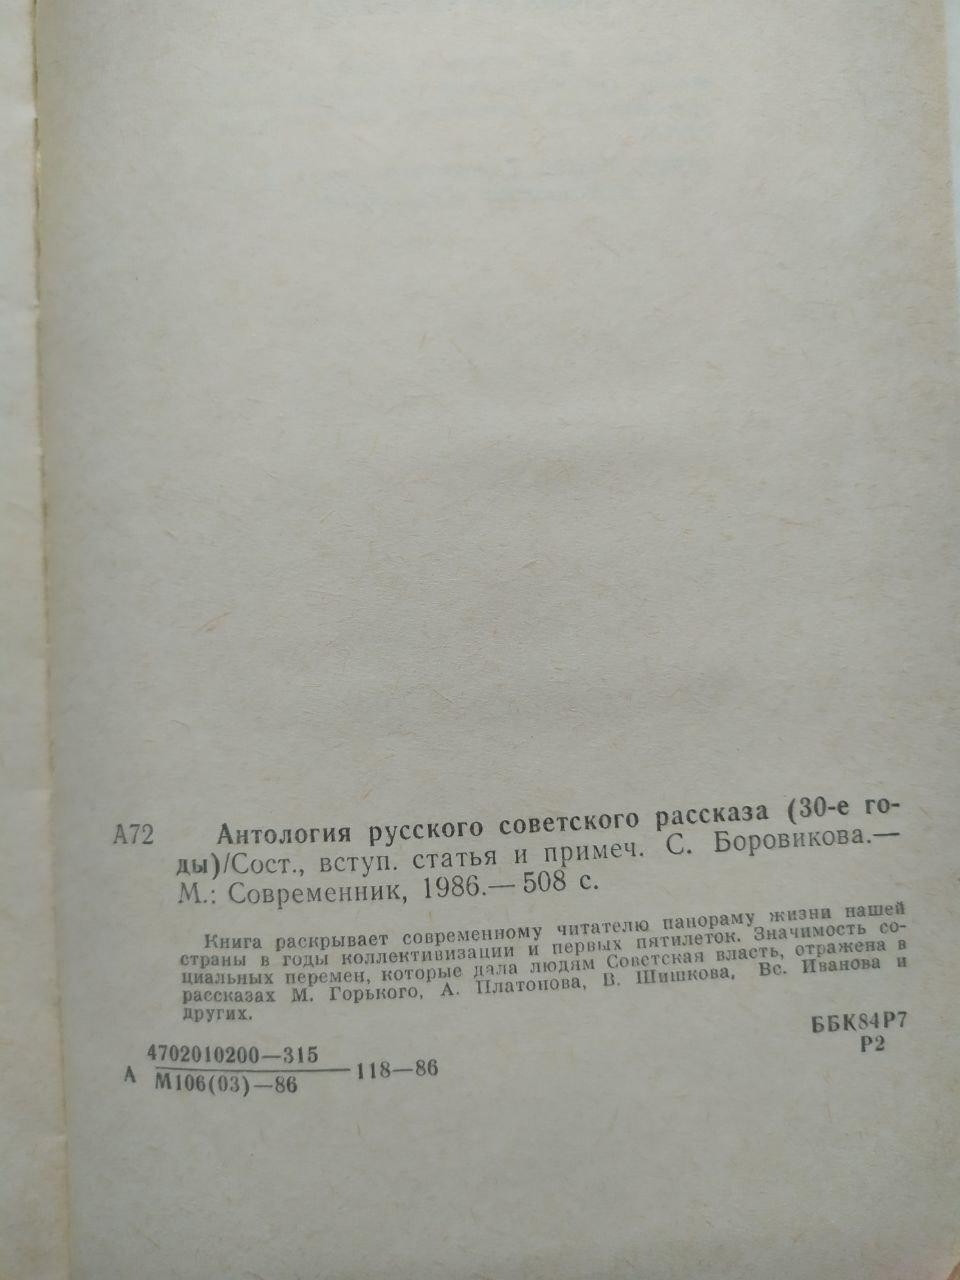 А72 Антология русского советского рассказа (30-е го-
ды)/Сост., вступ. статья и примеч. С. Боровикова.—
М.: Современник, 1986.— 508 с.
Книга раскрывает современному читателю панораму жизни нашей
страны в годы коллективизации и первых пятилеток. Значимость со-
циальных перемен, которые дала людям Советская власть, отражена в
рассказах М. Горького, А. Платонова, В. Шишкова, Вс. Иванова и
других.
ББК84Р7
Р2
4702010200—315
А М106(03)—86 118—86